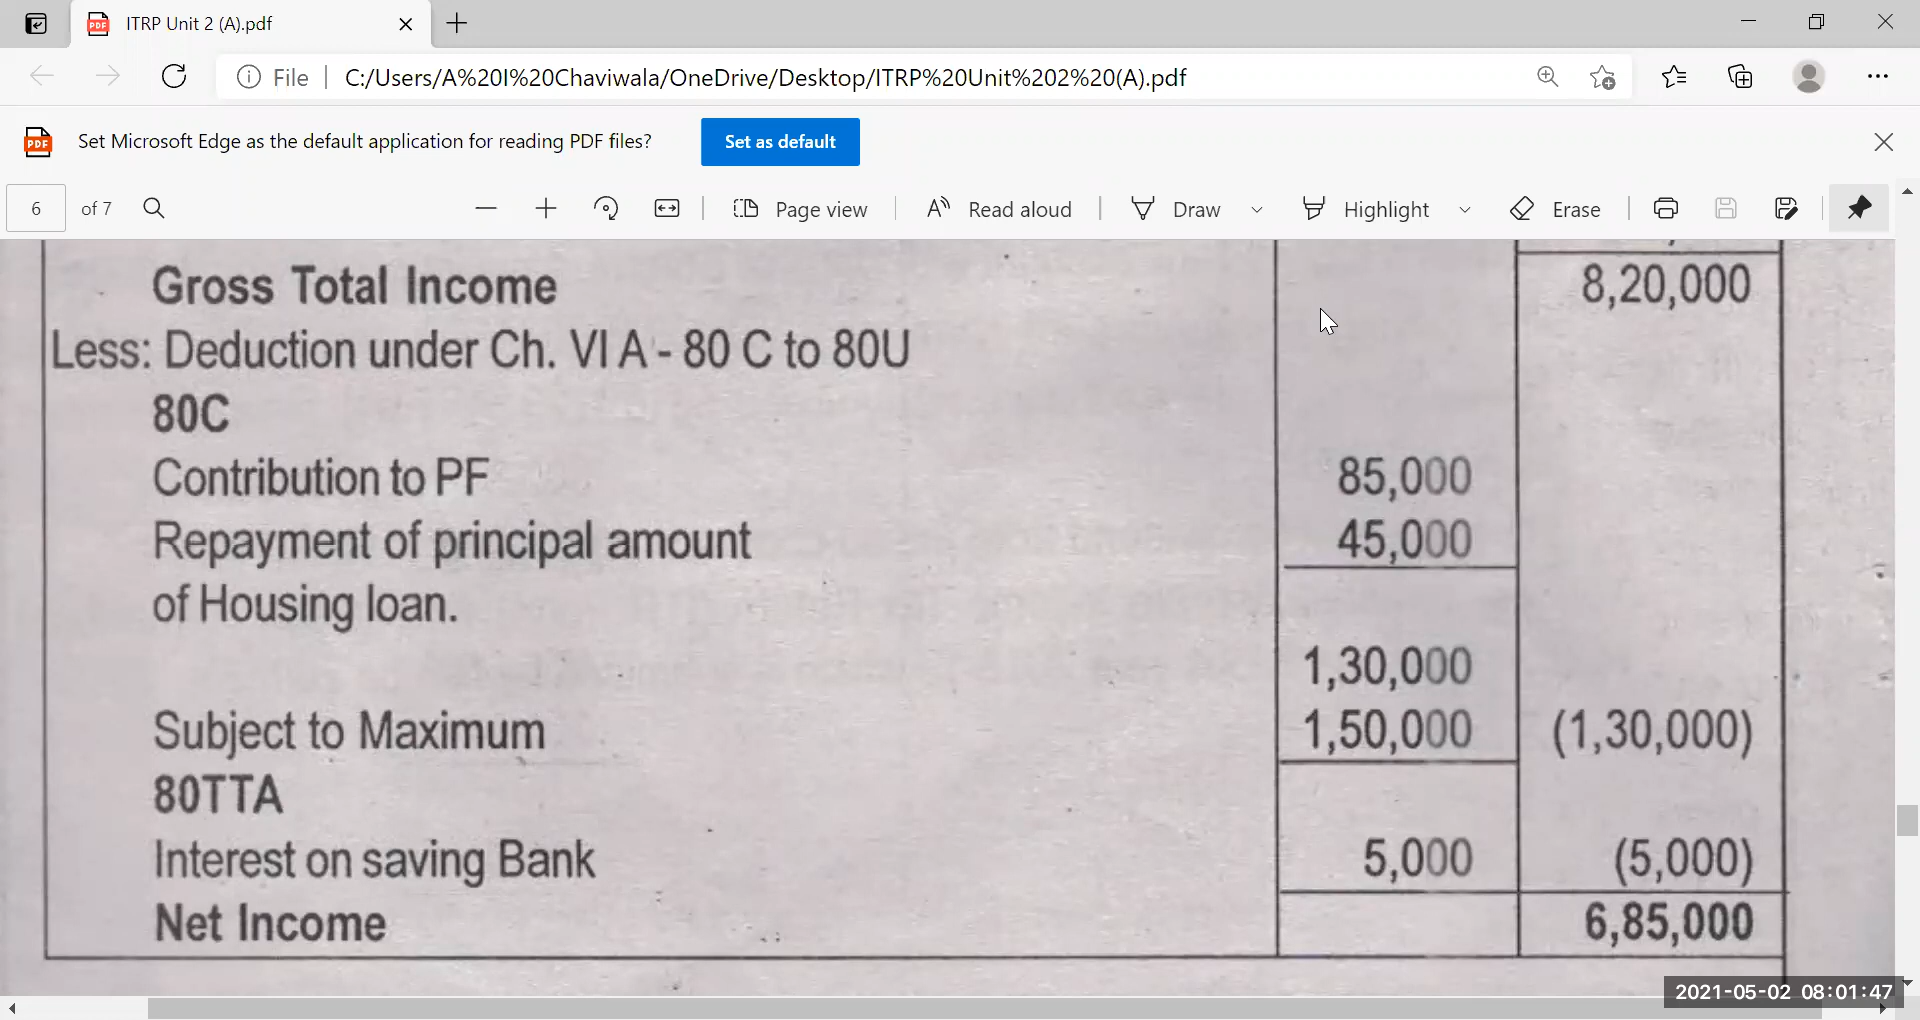 ITRP Unit 2 (A).pdf
File C:/Users/A%20I%20Chaviwala/OneDrive/Desktop/ITRP%20Unit%202%20(A).pdf
PDF Set Microsoft Edge as the default application for reading PDF files? Set as default
6 of 7 Page view Read aloud Draw Highlight Erase
Gross Total Income 8,20,000
Less: Deduction under Ch. VI A - 80 C to 80U
80C
Contribution to PF 85,000
Repayment of principal amount 45,000
of Housing loan.
1,30,000
Subject to Maximum 1,50,000 (1,30,000)
80TTA
Interest on saving Bank 5,000 (5,000)
Net Income 6,85,000
2021-05-02 08:01:47